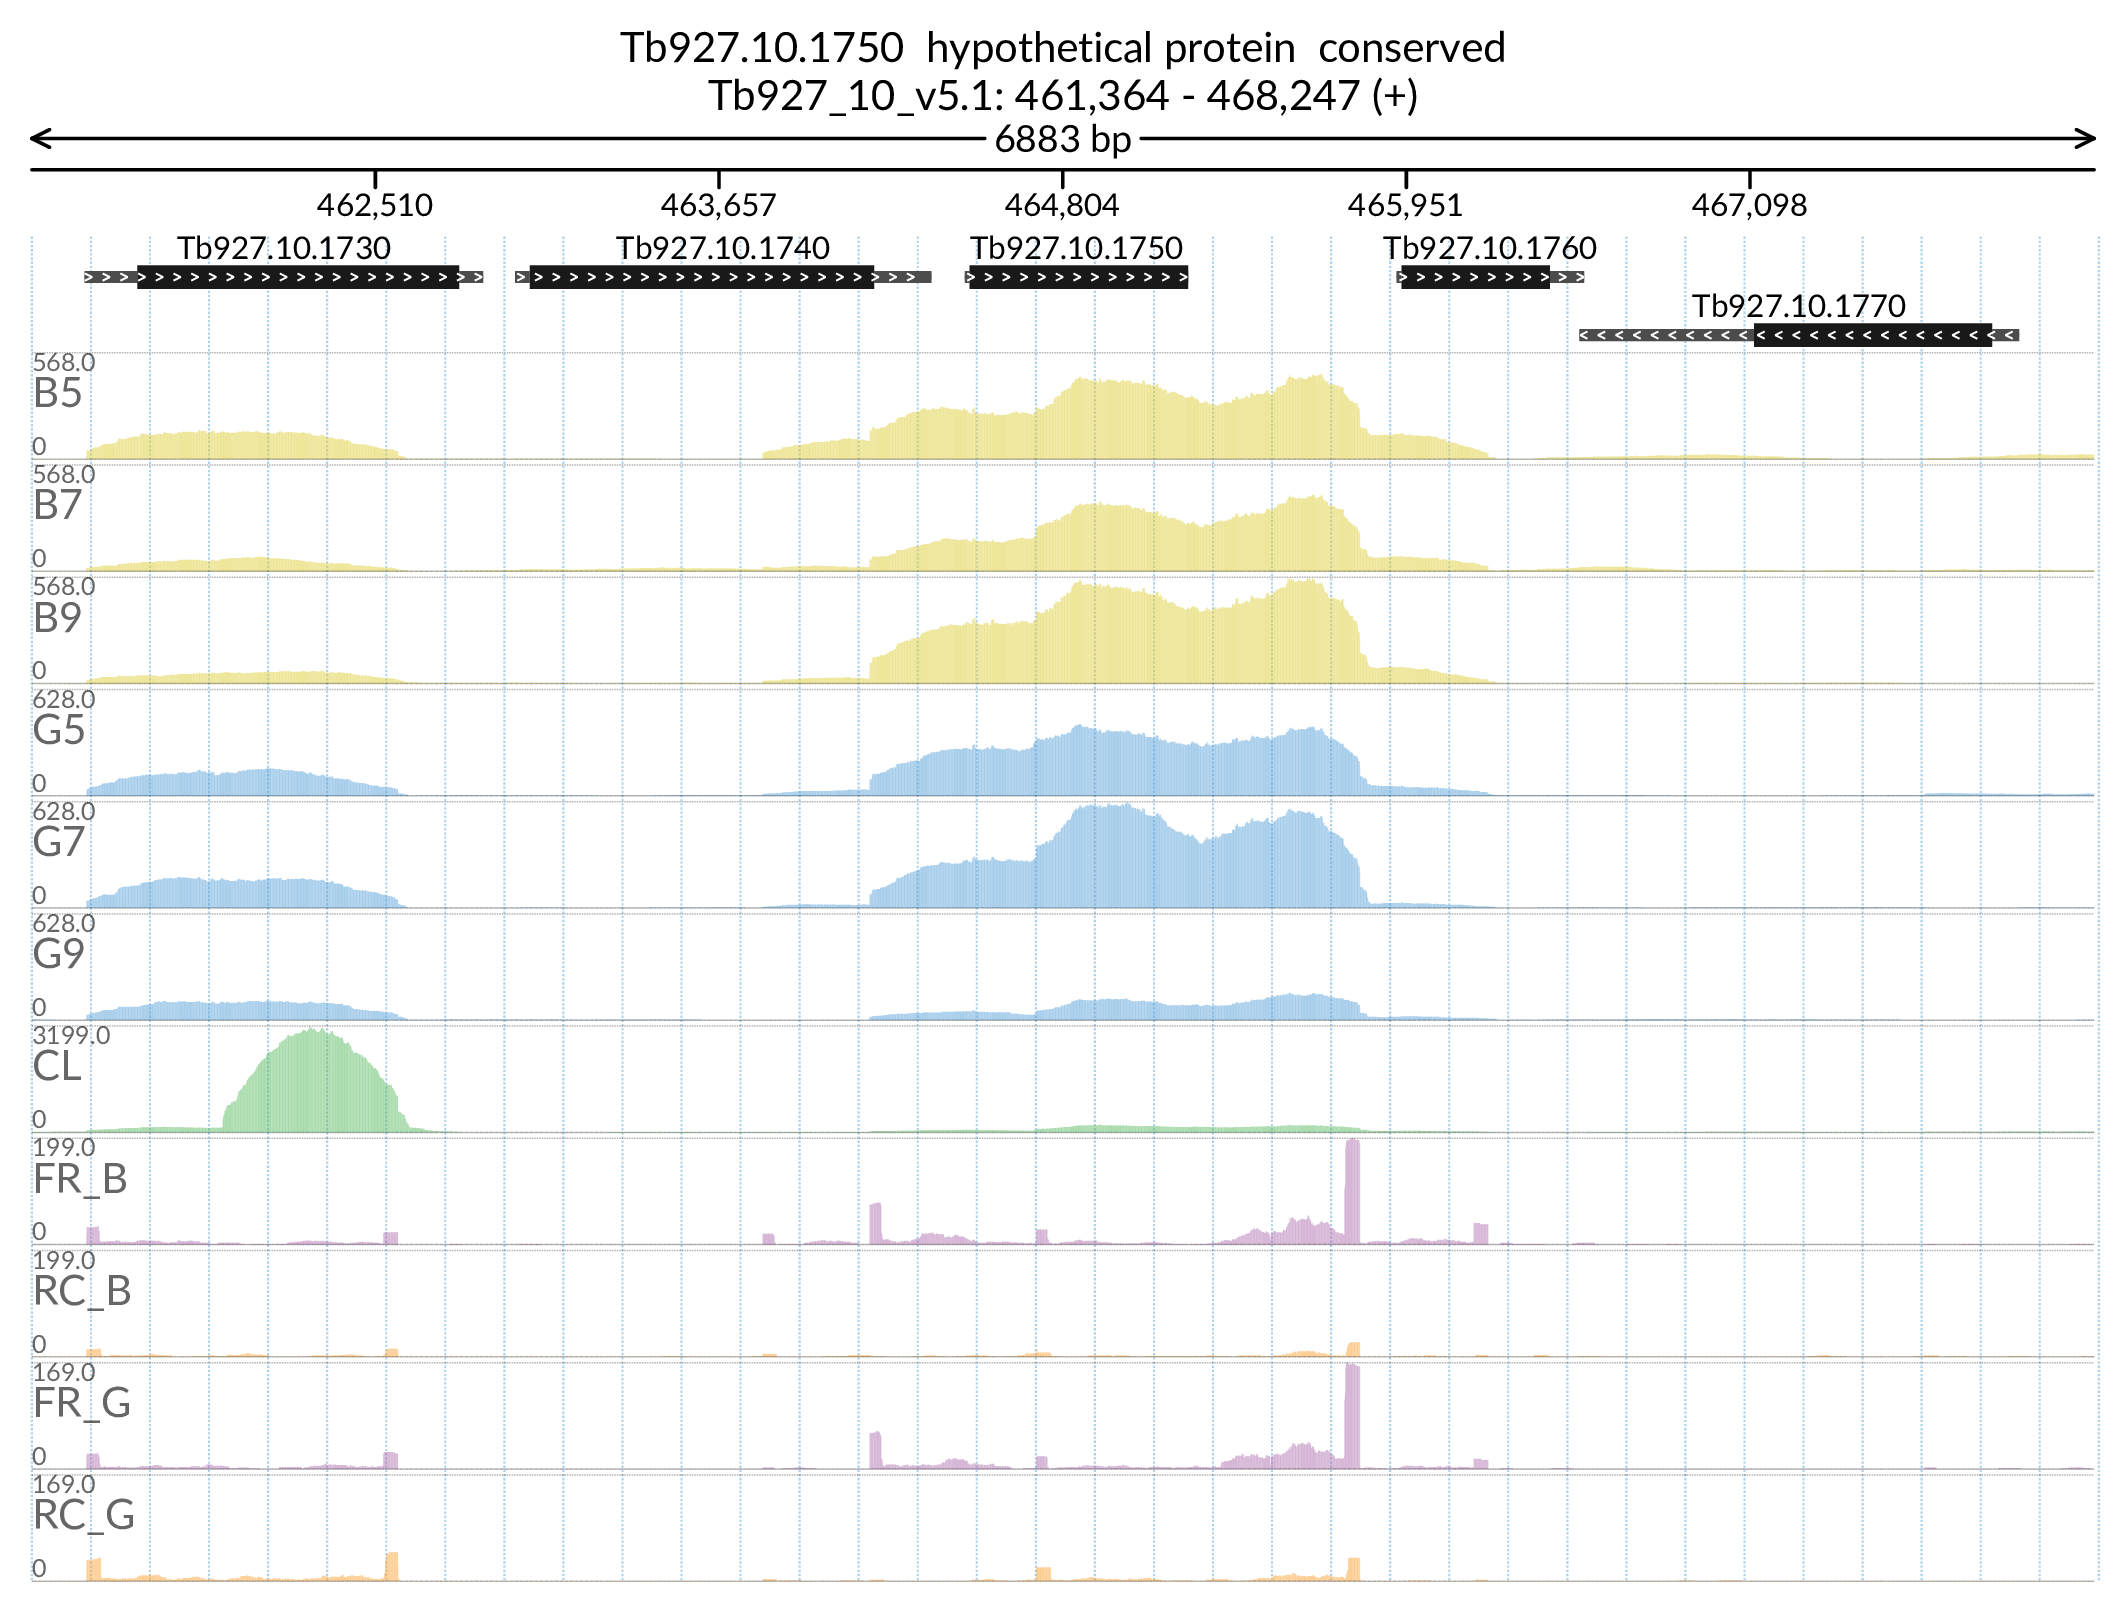 Tb927.10.1750  hypothetical protein  conserved
Tb927_10_v5.1: 461,364 - 468,247 (+)
6883 bp
462,510 463,657 464,804 465,951 467,098
Tb927.10.1730 Tb927.10.1740 Tb927.10.1750 Tb927.10.1760
Tb927.10.1770
568.0
B5
0
568.0
B7
0
568.0
B9
0
628.0
G5
0
628.0
G7
0
628.0
G9
0
3199.0
CL
0
199.0
FR_B
0
199.0
RC_B
0
169.0
FR_G
0
169.0
RC_G
0